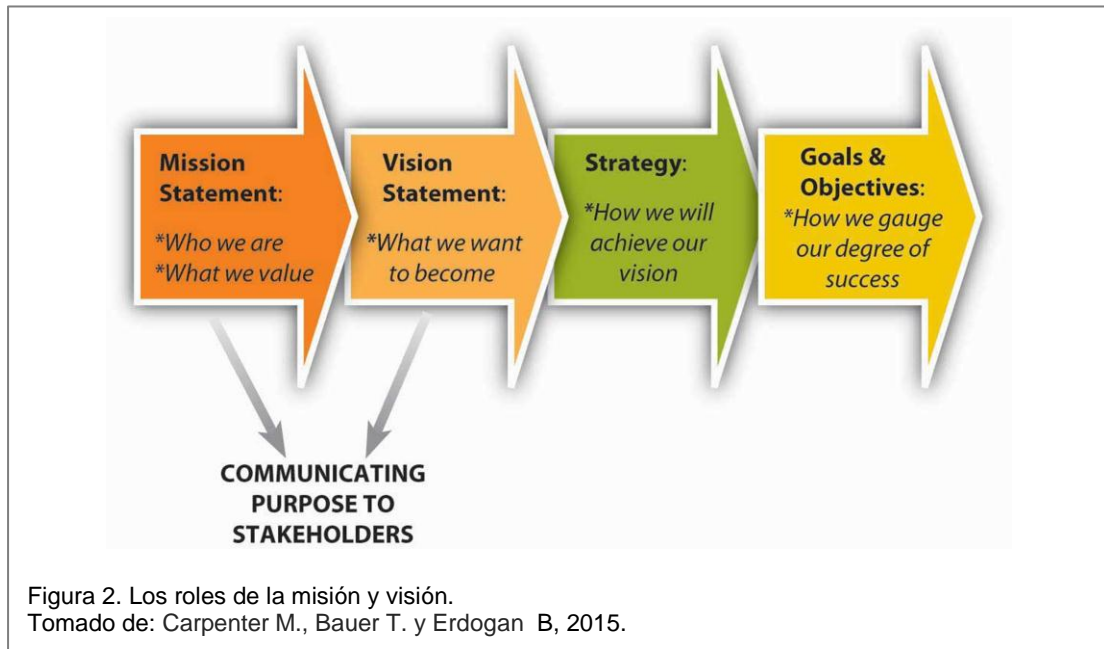 Mission
Statement:
*Who we are
*What we value
Vision
Statement:
*What we want
to become
Strategy:
*How we will
achieve our
vision
Goals &
Objectives:
*How we gauge
our degree of
success
COMMUNICATING
PURPOSE TO
STAKEHOLDERS
Figura 2. Los roles de la misión y visión.
Tomado de: Carpenter M., Bauer T. y Erdogan B, 2015.